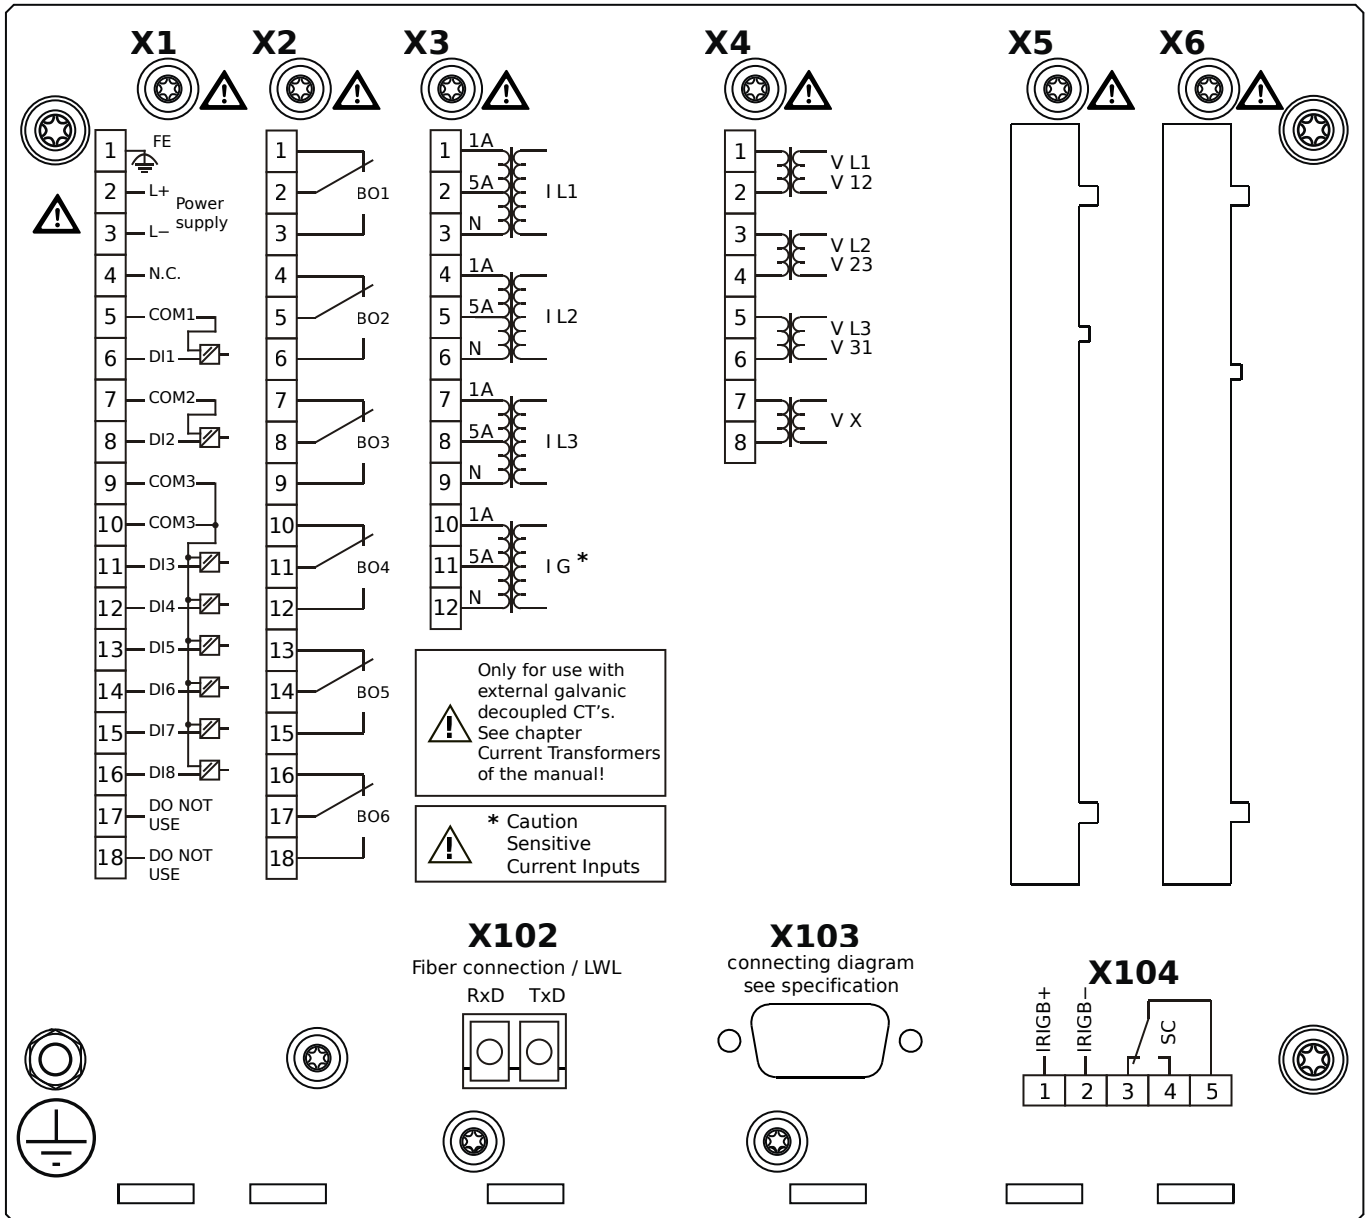 X1
X2
X3
X4
X5
X6
1 FE
2 L+
Power
supply
3 L−
4 N.C.
5 COM1
6 DI1
7 COM2
8 DI2
9 COM3
10 COM3
11 DI3
12 DI4
13 DI5
14 DI6
15 DI7
16 DI8
17 DO NOT
USE
18 DO NOT
USE
1
2 BO1
3
4
5 BO2
6
7
8 BO3
9
10
11 BO4
12
13
14 BO5
15
16
17 BO6
18
1 1A
2 5A I L1
3 N
4 1A
5 5A I L2
6 N
7 1A
8 5A I L3
9 N
10 1A
11 5A I G *
12 N
Only for use with
external galvanic
decoupled CT's.
See chapter
Current Transformers
of the manual!
* Caution
Sensitive
Current Inputs
1 V L1
2 V 12
3 V L2
4 V 23
5 V L3
6 V 31
7 V X
8
X102
Fiber connection / LWL
RxD TxD
X103
connecting diagram
see specification
X104
IRIGB+
IRIGB−
SC
1 2 3 4 5